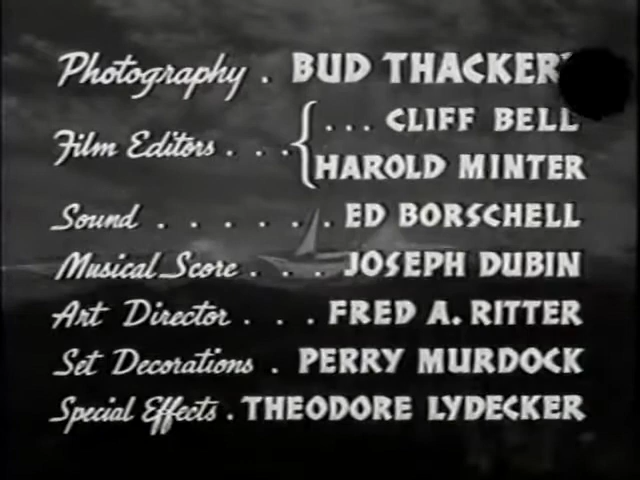 Photography . BUD THACKER
Film Editors . . . { . . . CLIFF BELL
HAROLD MINTER
Sound . . . . . . . ED BORSCHELL
Musical Score . . . JOSEPH DUBIN
Art Director . . . FRED A. RITTER
Set Decorations . PERRY MURDOCK
Special Effects . THEODORE LYDECKER